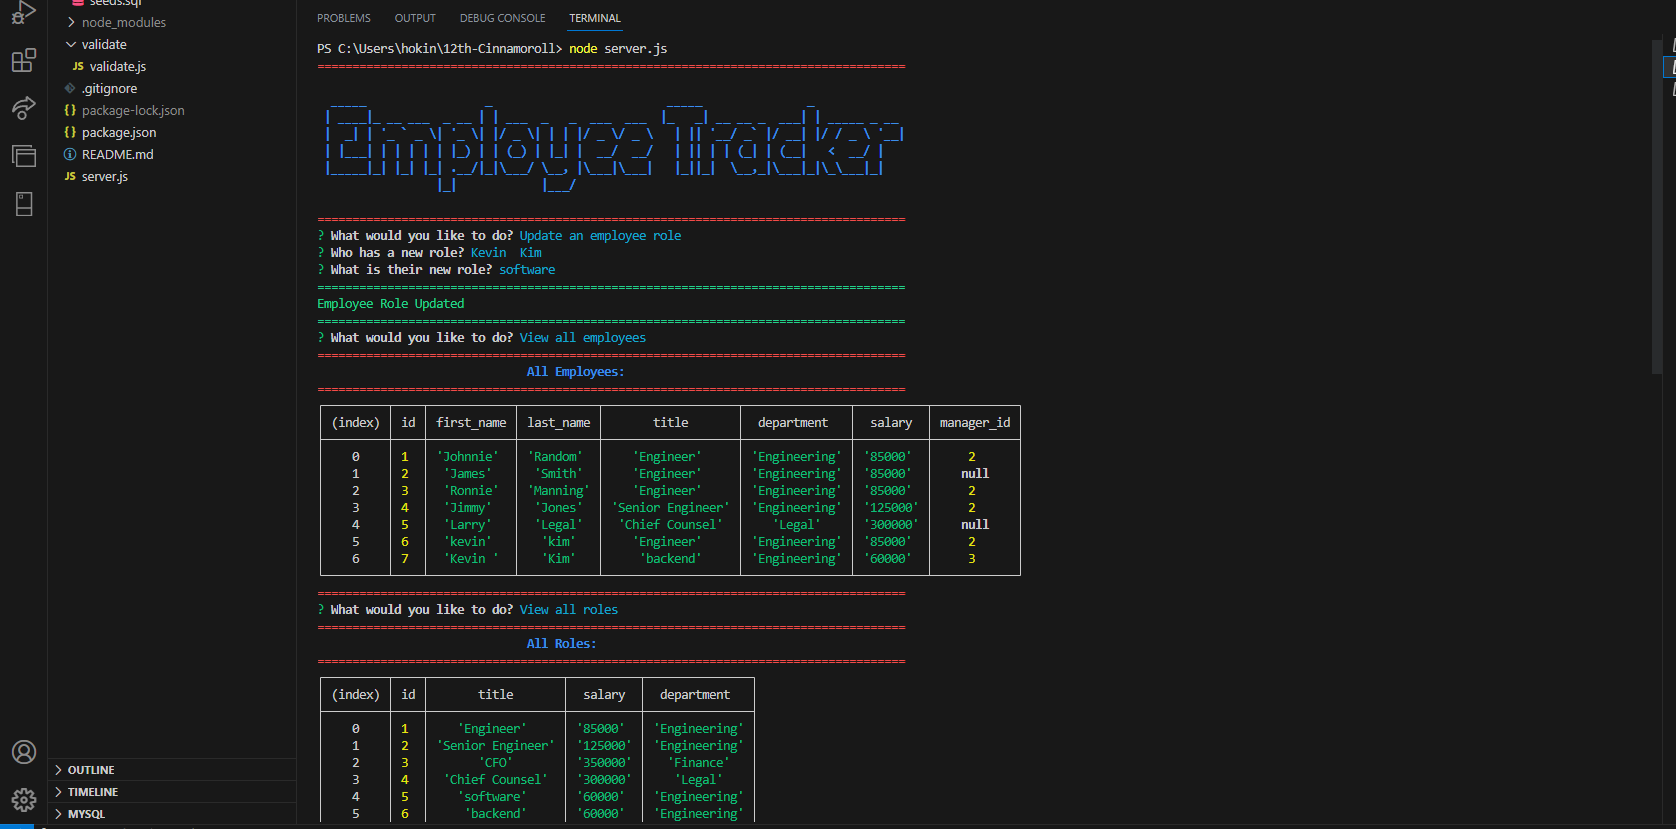 seeds.sql
node_modules
validate
JS validate.js
.gitignore
{} package-lock.json
{} package.json
README.md
JS server.js
OUTLINE
TIMELINE
MYSQL
PROBLEMS OUTPUT DEBUG CONSOLE TERMINAL
PS C:\Users\hokin\12th-Cinnamoroll> node server.js
====================================================================================
Employee Tracker
====================================================================================
? What would you like to do? Update an employee role
? Who has a new role? Kevin  Kim
? What is their new role? software
====================================================================================
Employee Role Updated
====================================================================================
? What would you like to do? View all employees
====================================================================================
All Employees:
====================================================================================
(index) id first_name last_name title department salary manager_id
0 1 'Johnnie' 'Random' 'Engineer' 'Engineering' '85000' 2
1 2 'James' 'Smith' 'Engineer' 'Engineering' '85000' null
2 3 'Ronnie' 'Manning' 'Engineer' 'Engineering' '85000' 2
3 4 'Jimmy' 'Jones' 'Senior Engineer' 'Engineering' '125000' 2
4 5 'Larry' 'Legal' 'Chief Counsel' 'Legal' '300000' null
5 6 'kevin' 'kim' 'Engineer' 'Engineering' '85000' 2
6 7 'Kevin ' 'Kim' 'backend' 'Engineering' '60000' 3
====================================================================================
? What would you like to do? View all roles
====================================================================================
All Roles:
====================================================================================
(index) id title salary department
0 1 'Engineer' '85000' 'Engineering'
1 2 'Senior Engineer' '125000' 'Engineering'
2 3 'CFO' '350000' 'Finance'
3 4 'Chief Counsel' '300000' 'Legal'
4 5 'software' '60000' 'Engineering'
5 6 'backend' '60000' 'Engineering'